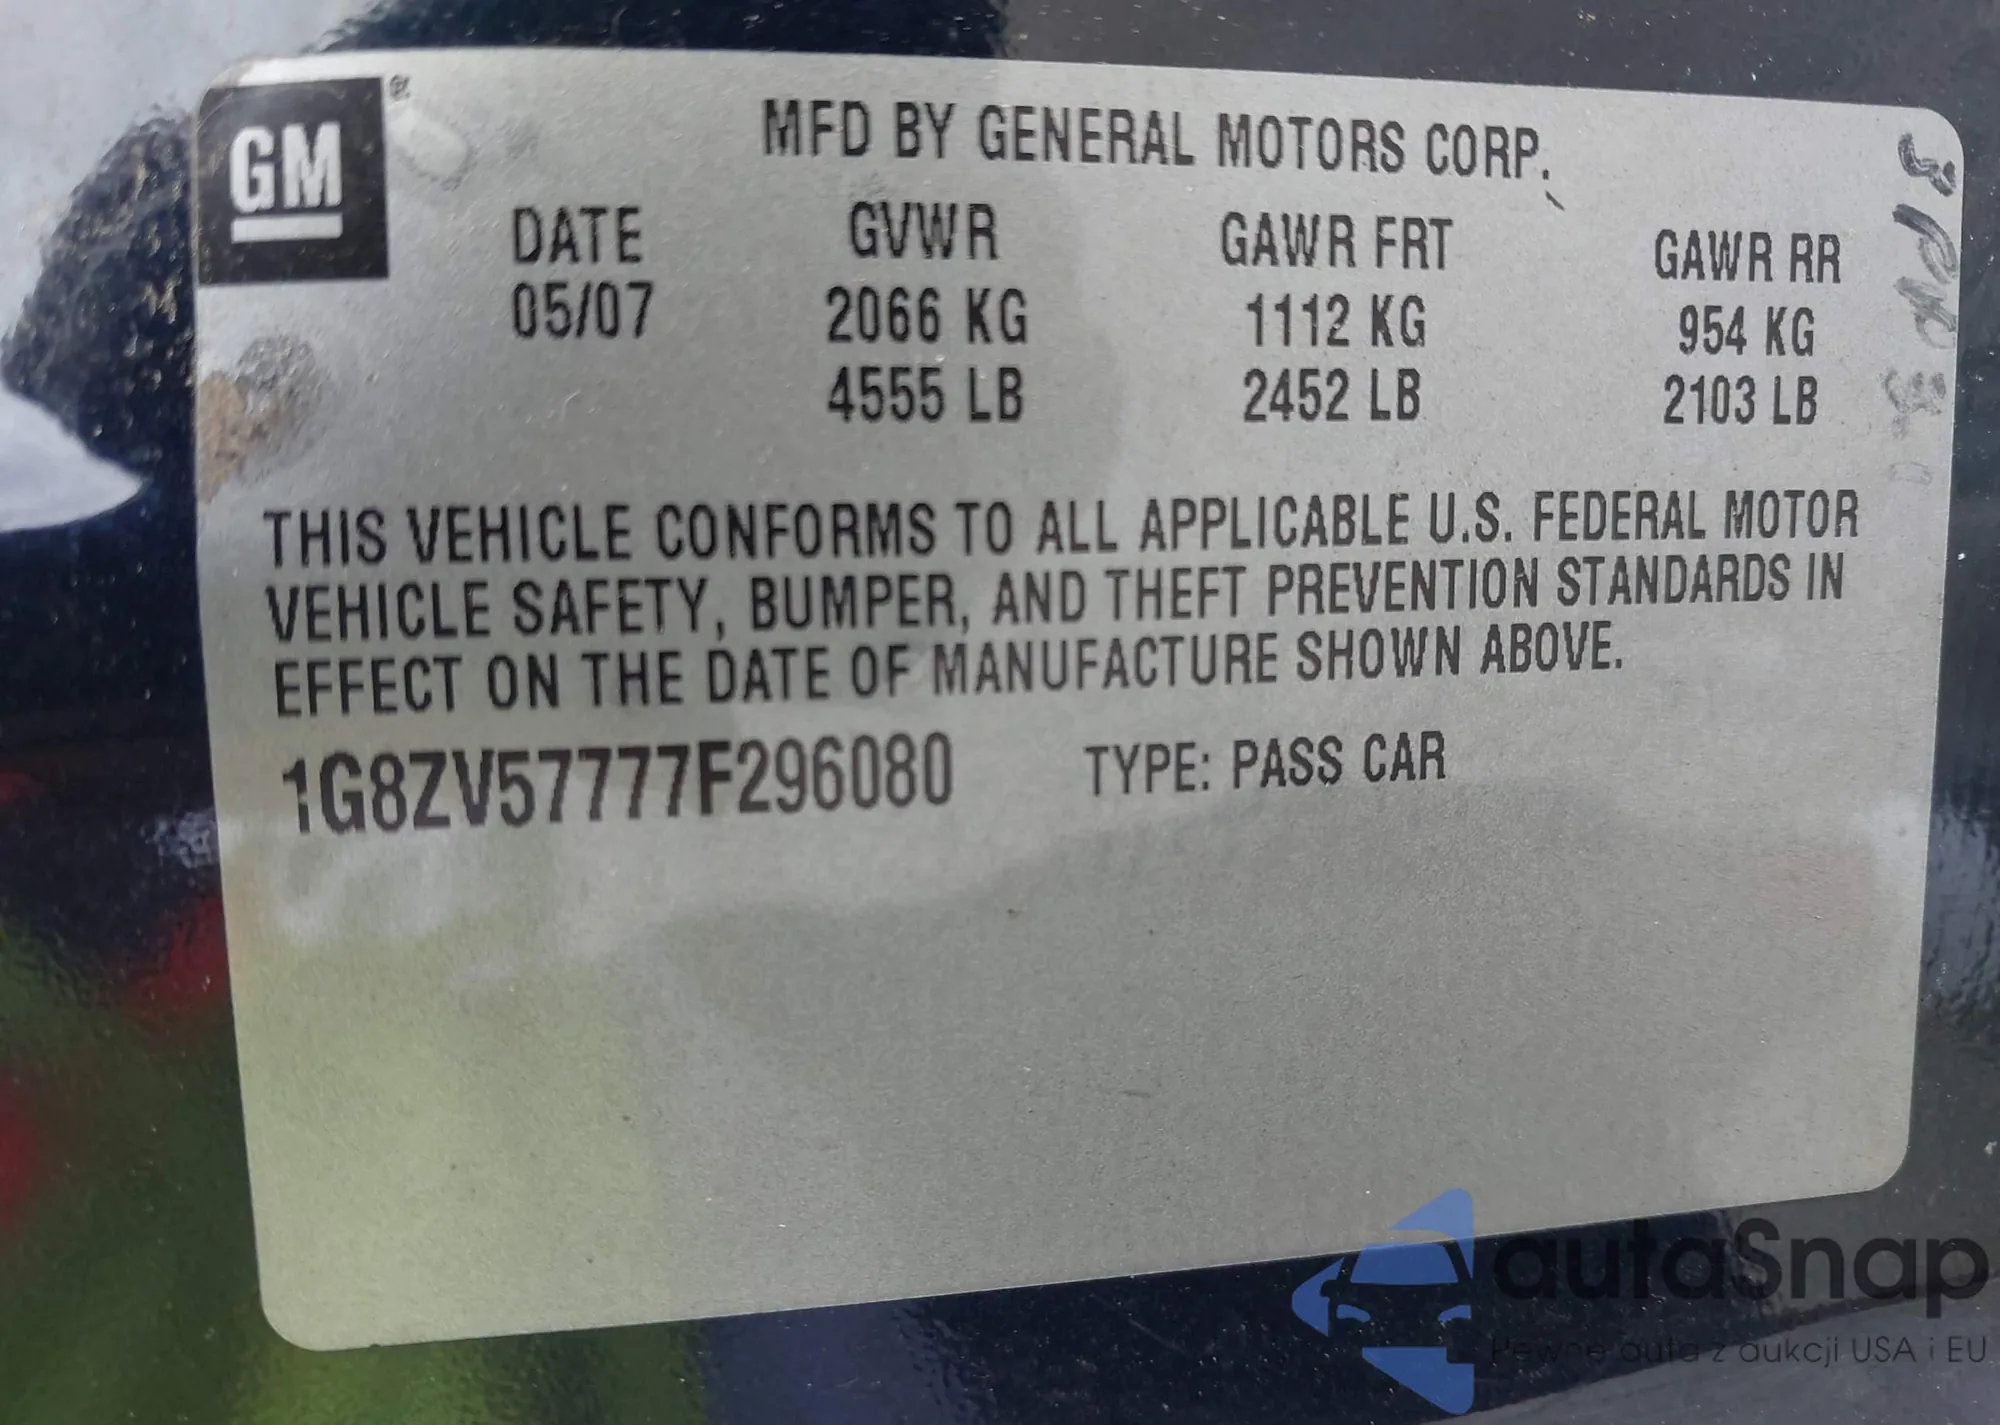 GM
MFD BY GENERAL MOTORS CORP.
DATE GVWR GAWR FRT GAWR RR
05/07 2066 KG 1112 KG 954 KG
4555 LB 2452 LB 2103 LB
THIS VEHICLE CONFORMS TO ALL APPLICABLE U.S. FEDERAL MOTOR
VEHICLE SAFETY, BUMPER, AND THEFT PREVENTION STANDARDS IN
EFFECT ON THE DATE OF MANUFACTURE SHOWN ABOVE.
1G8ZV57777F296080 TYPE: PASS CAR
autaSnap
Pewne auta z aukcji USA i EU